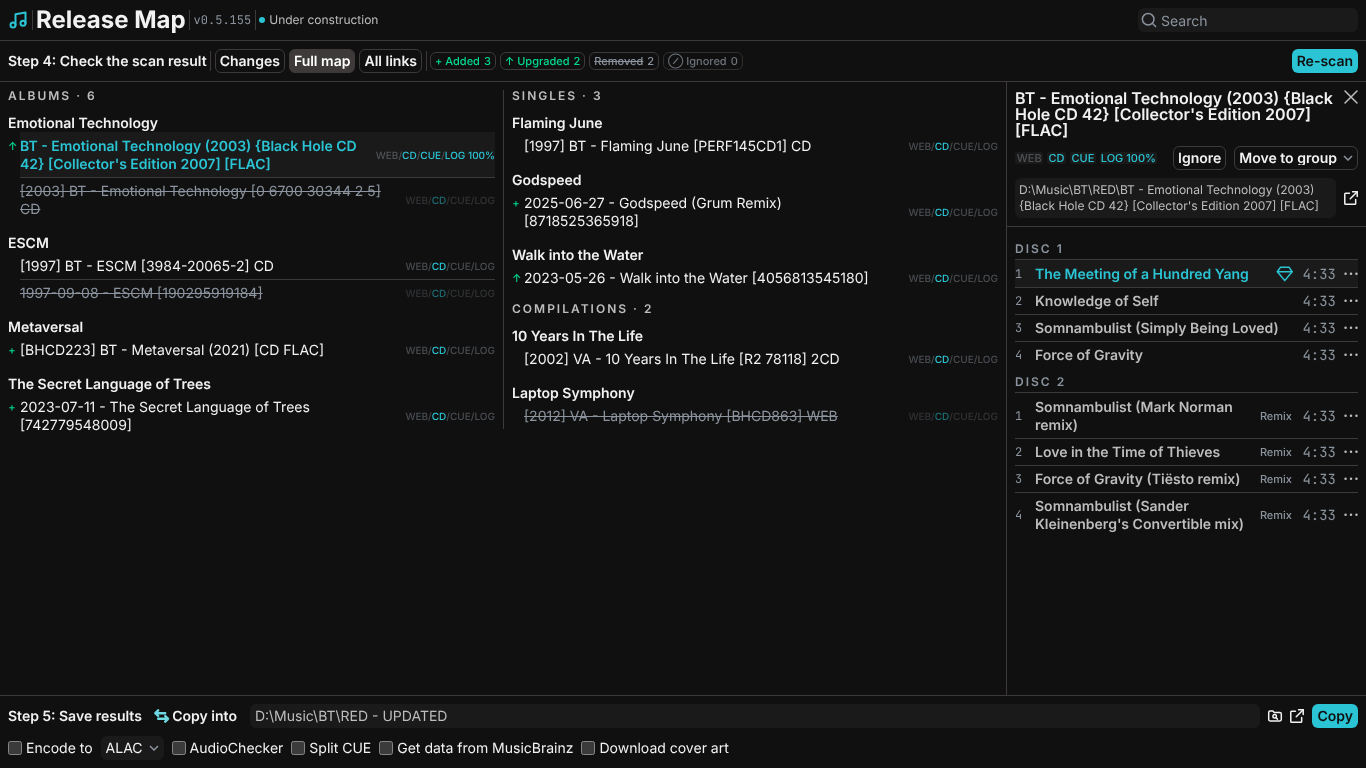 Release Map v0.5.155 Under construction Search
Step 4: Check the scan result Changes Full map All links + Added 3 ↑ Upgraded 2 Removed 2 Ignored 0 Re-scan
ALBUMS · 6
Emotional Technology
↑ BT - Emotional Technology (2003) {Black Hole CD
42} [Collector's Edition 2007] [FLAC]
WEB/CD/CUE/LOG 100%
[2003] BT - Emotional Technology [0 6700 30344 2 5]
CD
WEB/CD/CUE/LOG
ESCM
[1997] BT - ESCM [3984-20065-2] CD WEB/CD/CUE/LOG
1997-09-08 - ESCM [190295919184] WEB/CD/CUE/LOG
Metaversal
+ [BHCD223] BT - Metaversal (2021) [CD FLAC] WEB/CD/CUE/LOG
The Secret Language of Trees
+ 2023-07-11 - The Secret Language of Trees
[742779548009]
WEB/CD/CUE/LOG
SINGLES · 3
Flaming June
[1997] BT - Flaming June [PERF145CD1] CD WEB/CD/CUE/LOG
Godspeed
+ 2025-06-27 - Godspeed (Grum Remix)
[8718525365918]
WEB/CD/CUE/LOG
Walk into the Water
↑ 2023-05-26 - Walk into the Water [4056813545180] WEB/CD/CUE/LOG
COMPILATIONS · 2
10 Years In The Life
[2002] VA - 10 Years In The Life [R2 78118] 2CD WEB/CD/CUE/LOG
Laptop Symphony
[2012] VA - Laptop Symphony [BHCD863] WEB WEB/CD/CUE/LOG
BT - Emotional Technology (2003) {Black
Hole CD 42} [Collector's Edition 2007]
[FLAC]
WEB CD CUE LOG 100% Ignore Move to group
D:\Music\BT\RED\BT - Emotional Technology (2003)
{Black Hole CD 42} [Collector's Edition 2007] [FLAC]
DISC 1
1 The Meeting of a Hundred Yang 4:33
2 Knowledge of Self 4:33
3 Somnambulist (Simply Being Loved) 4:33
4 Force of Gravity 4:33
DISC 2
1 Somnambulist (Mark Norman
remix)
Remix 4:33
2 Love in the Time of Thieves Remix 4:33
3 Force of Gravity (Tiësto remix) Remix 4:33
4 Somnambulist (Sander
Kleinenberg's Convertible mix)
Remix 4:33
Step 5: Save results Copy into D:\Music\BT\RED - UPDATED Copy
Encode to ALAC AudioChecker Split CUE Get data from MusicBrainz Download cover art